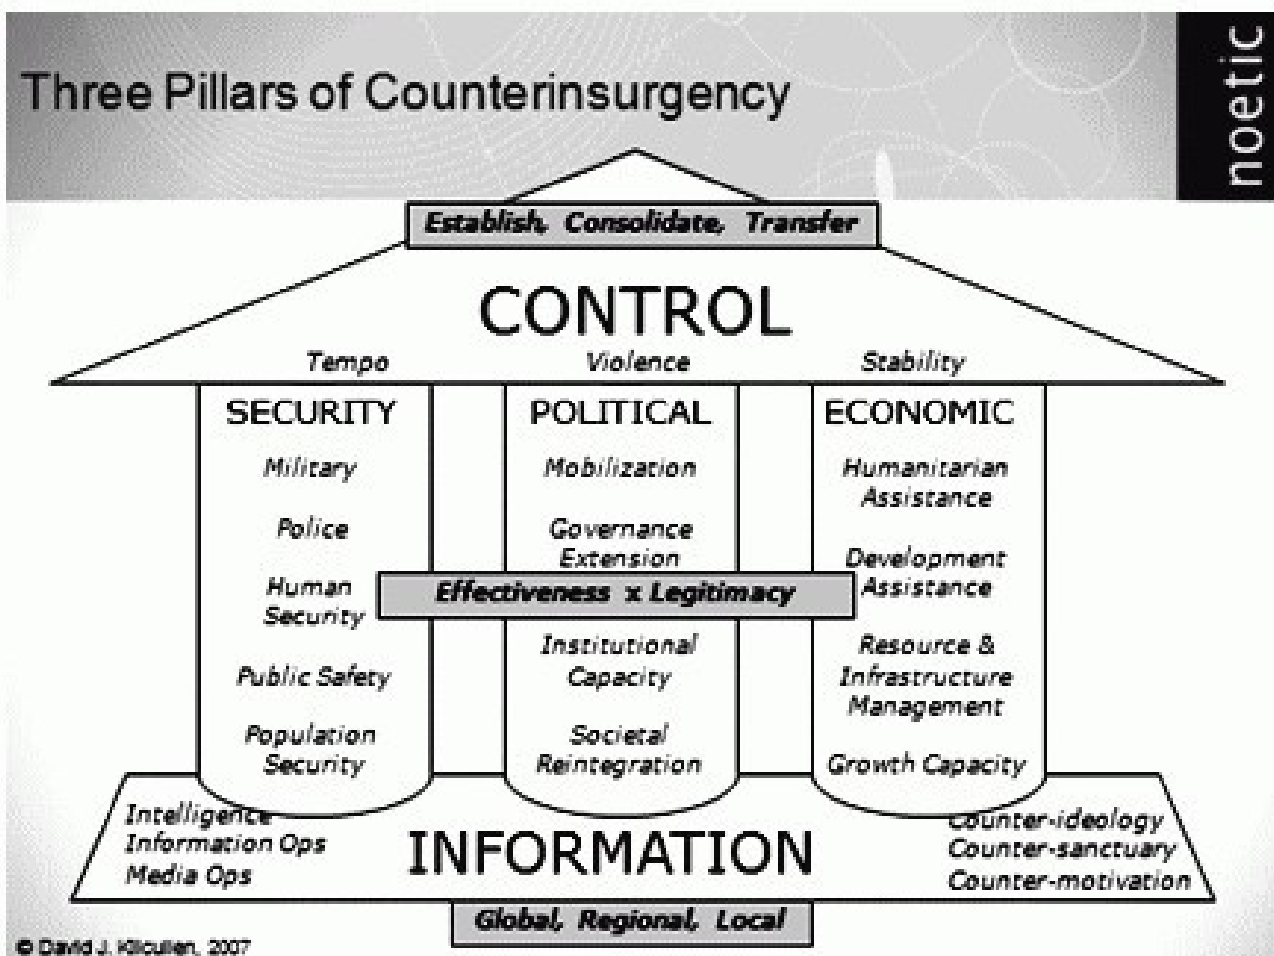 Three Pillars of Counterinsurgency
noetic
Establish, Consolidate, Transfer
CONTROL
Tempo
Violence
Stability
SECURITY
Military
Police
Human
Security
Public Safety
Population
Security
POLITICAL
Mobilization
Governance
Extension
Effectiveness x Legitimacy
Institutional
Capacity
Societal
Reintegration
ECONOMIC
Humanitarian
Assistance
Development
Assistance
Resource &
Infrastructure
Management
Growth Capacity
Intelligence
Information Ops
Media Ops
INFORMATION
Counter-ideology
Counter-sanctuary
Counter-motivation
Global, Regional, Local
© David J. Kilcullen, 2007